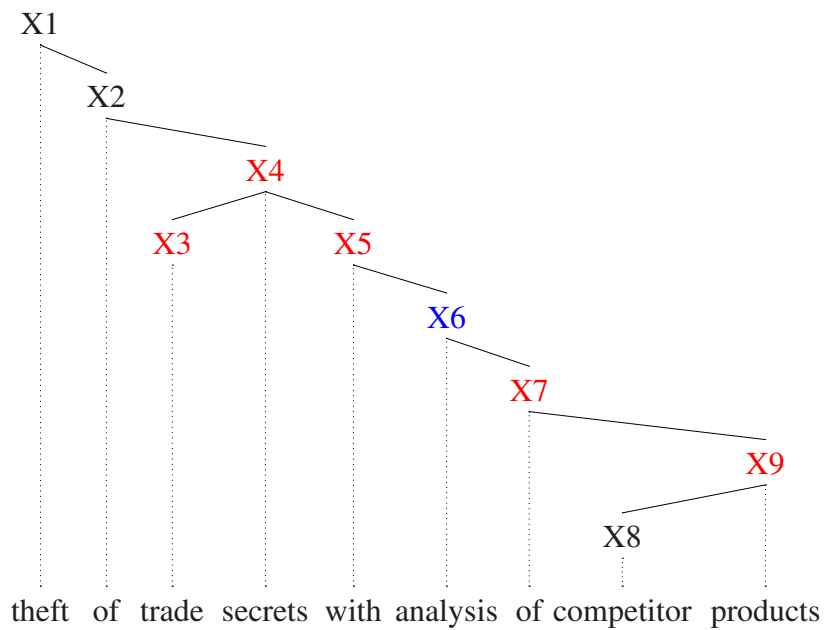 X1
X2
X4
X3 X5
X6
X7
X9
X8
theft of trade secrets with analysis of competitor products